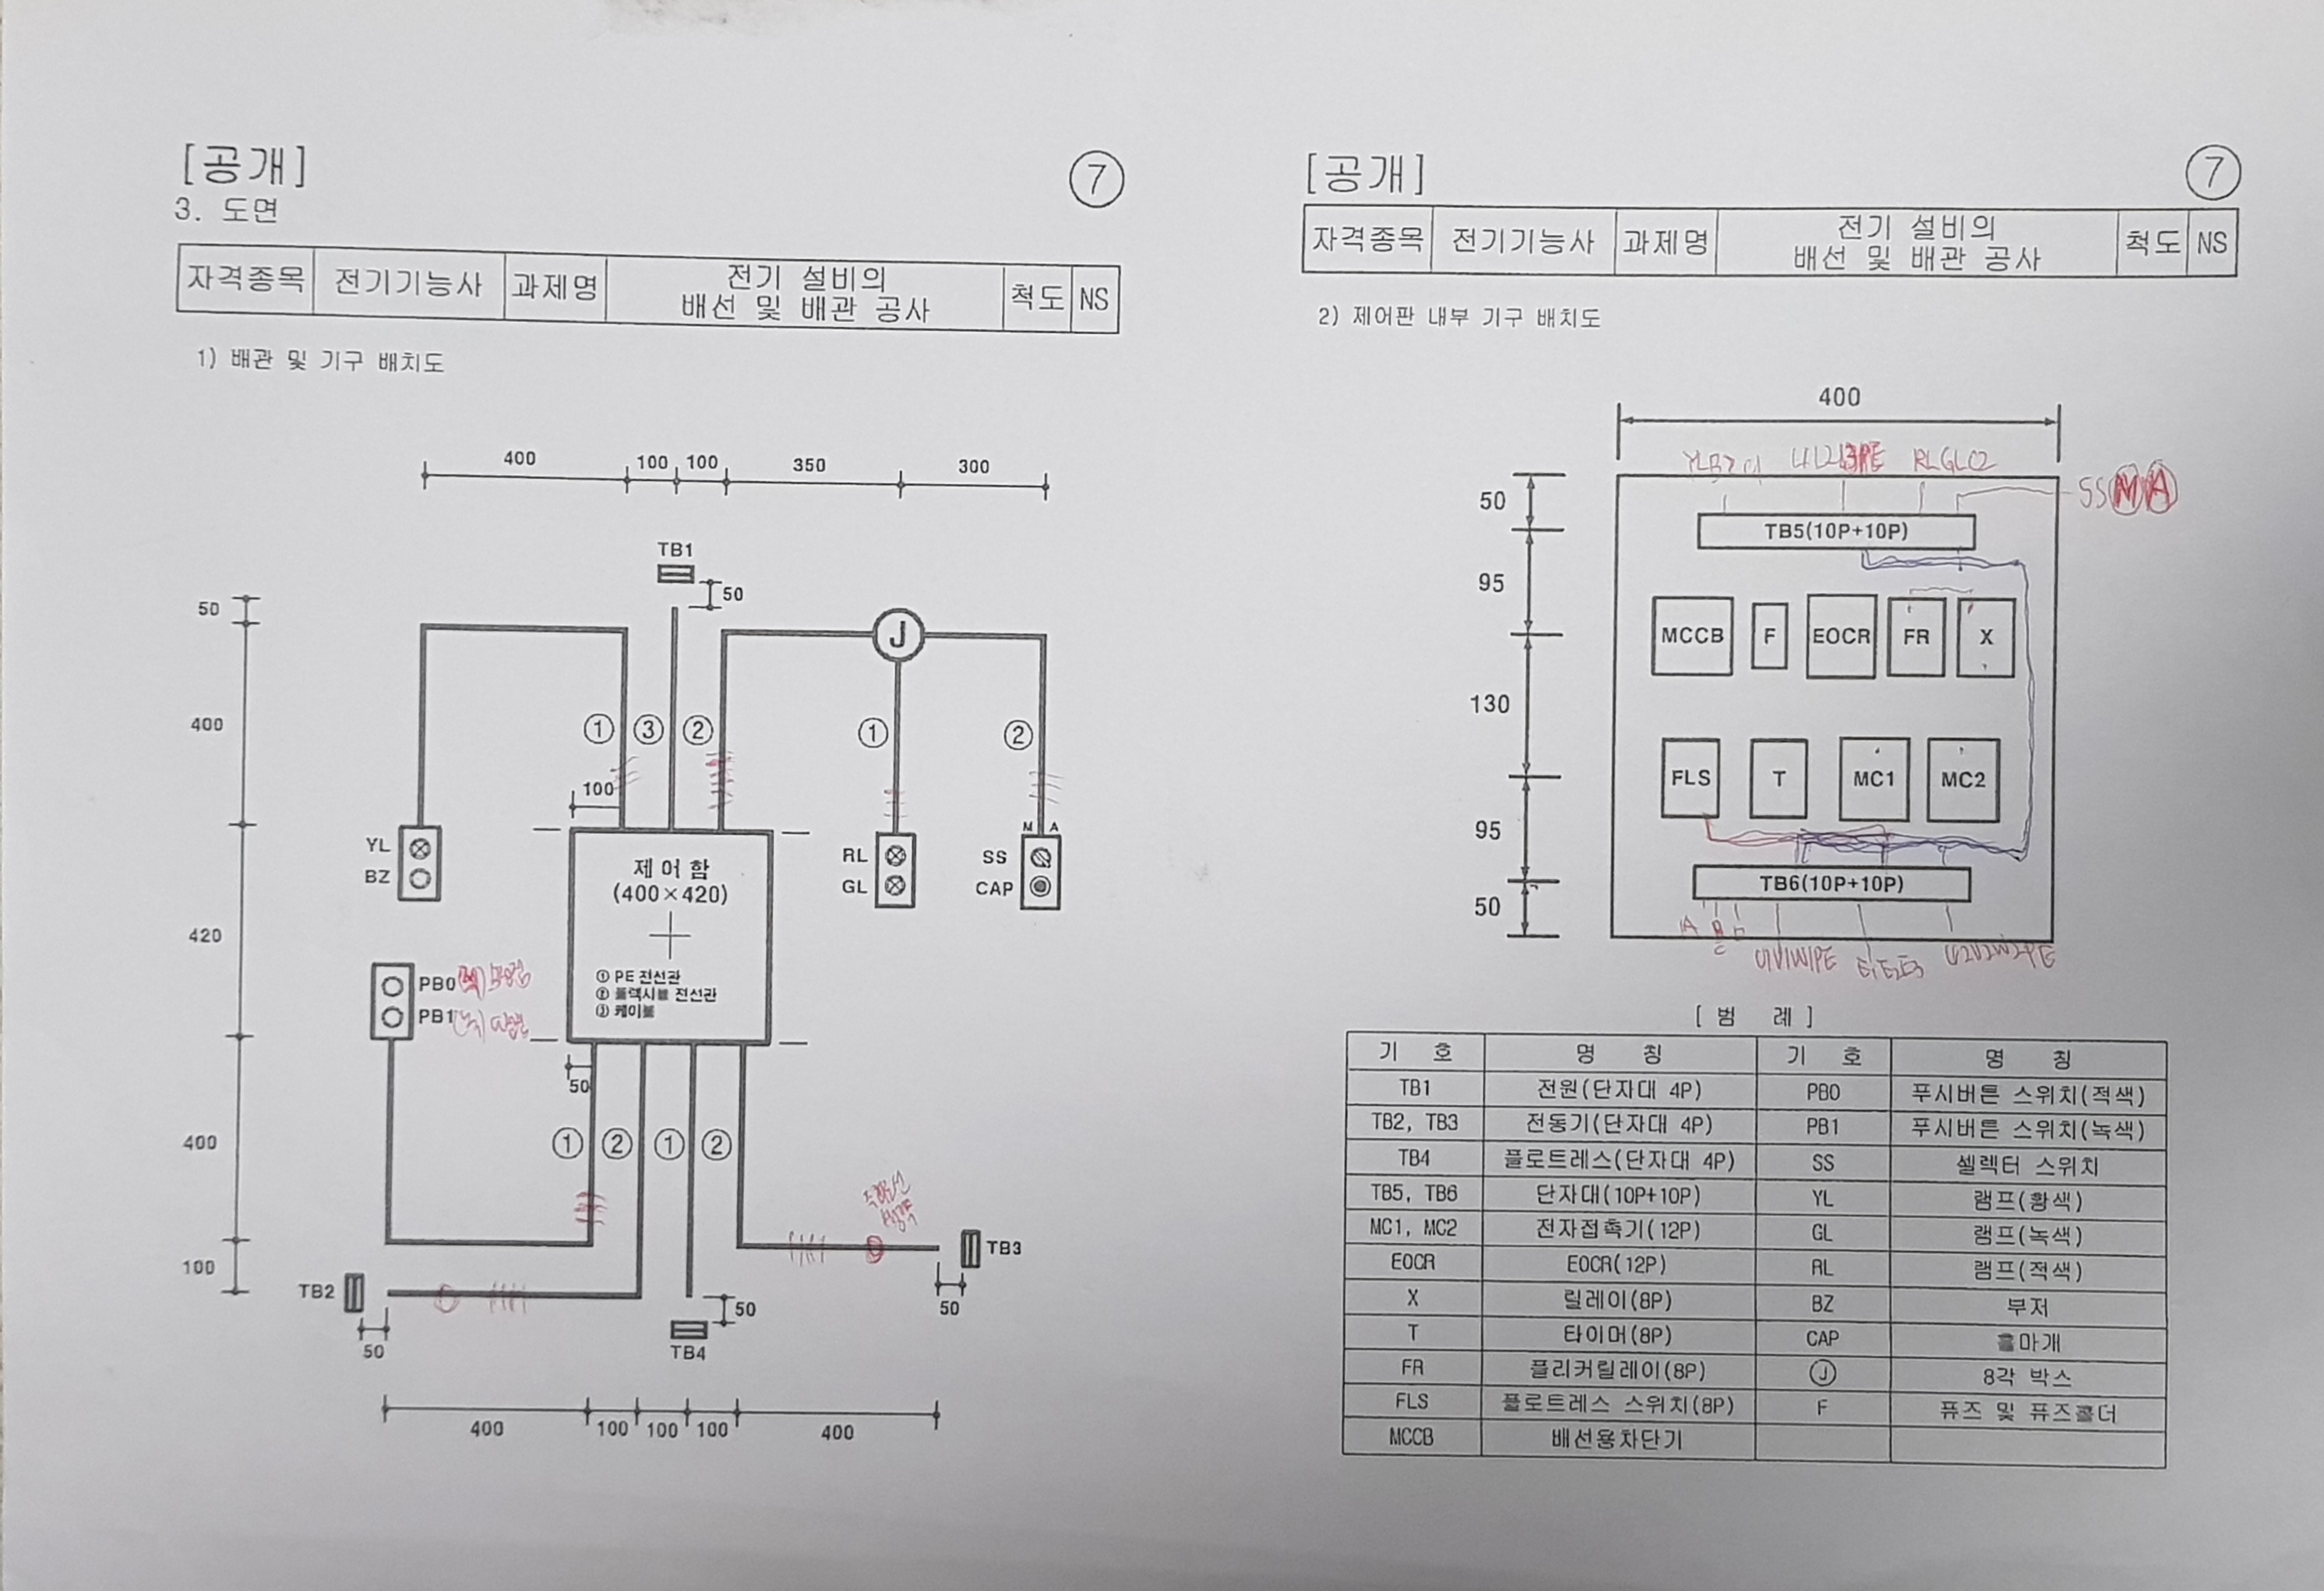 [공개]
⑦
3. 도면
자격종목 전기기능사 과제명 전기 설비의 배선 및 배관 공사 척도 NS
1) 배관 및 기구 배치도
400 100 100 350 300
TB1
50
50
400
420
400
100
① ③ ② ① ②
100
YL
BZ
제어함
(400×420)
① PE 전선관
② 플렉시블 전선관
③ 케이블
RL
GL
M A
SS
CAP
PB0
PB1
50
① ② ① ②
TB2
50
50
TB4
TB3
50
400 100 100 100 400
[공개]
⑦
자격종목 전기기능사 과제명 전기 설비의 배선 및 배관 공사 척도 NS
2) 제어판 내부 기구 배치도
400
RLGLC2
SS M A
50
95
130
95
50
TB5(10P+10P)
MCCB F EOCR FR X
FLS T MC1 MC2
TB6(10P+10P)
U1V1W1PE E1E2E3 U2V2W2PE
[ 범 례 ]
기 호 명 칭 기 호 명 칭
TB1 전원(단자대 4P) PB0 푸시버튼 스위치(적색)
TB2, TB3 전동기(단자대 4P) PB1 푸시버튼 스위치(녹색)
TB4 플로트레스(단자대 4P) SS 셀렉터 스위치
TB5, TB6 단자대(10P+10P) YL 램프(황색)
MC1, MC2 전자접촉기(12P) GL 램프(녹색)
EOCR EOCR(12P) RL 램프(적색)
X 릴레이(8P) BZ 부저
T 타이머(8P) CAP 홀마개
FR 플리커릴레이(8P) Ⓙ 8각 박스
FLS 플로트레스 스위치(8P) F 퓨즈 및 퓨즈홀더
MCCB 배선용차단기